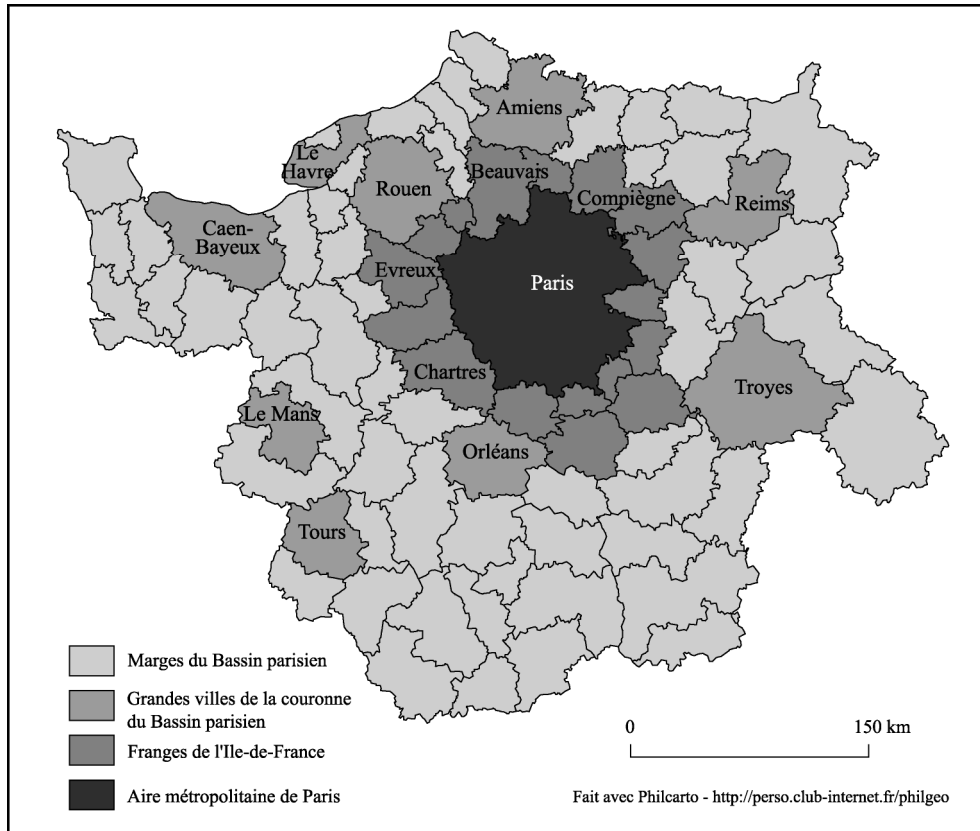 Amiens
Le
Havre
Beauvais
Rouen
Compiègne
Reims
Caen-
Bayeux
Evreux
Paris
Chartres
Troyes
Le Mans
Orléans
Tours
Marges du Bassin parisien
Grandes villes de la couronne
du Bassin parisien
Franges de l'Ile-de-France
Aire métropolitaine de Paris
0 150 km
Fait avec Philcarto - http://perso.club-internet.fr/philgeo